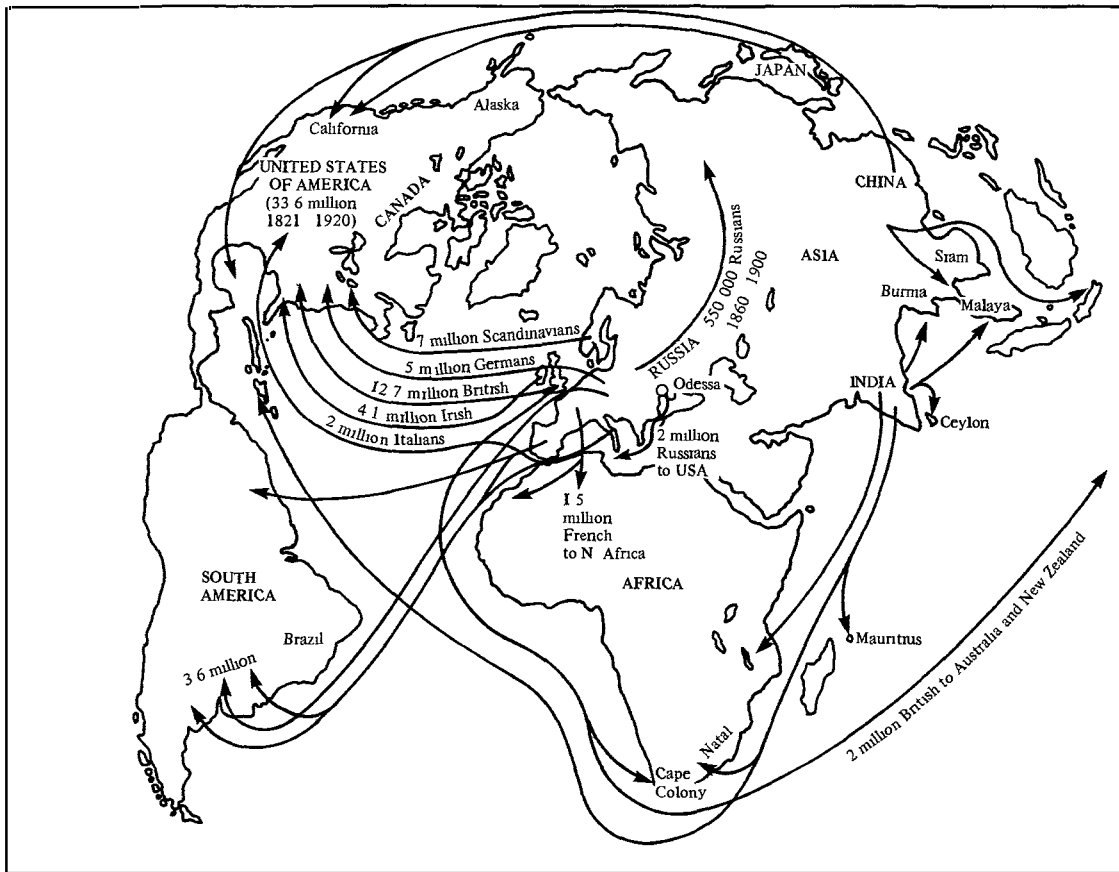 JAPAN
Alaska
California
UNITED STATES
OF AMERICA
(33 6 million
1821 1920)
CANADA
CHINA
ASIA
Siam
Burma
Malaya
550 000 Russians
1860 1900
RUSSIA
7 million Scandinavians
5 million Germans
12 7 million British
4 1 million Irish
2 million Italians
Odessa
2 million
Russians
to USA
INDIA
Ceylon
1 5
million
French
to N Africa
AFRICA
SOUTH
AMERICA
Brazil
3 6 million
Mauritius
Natal
Cape
Colony
2 million British to Australia and New Zealand